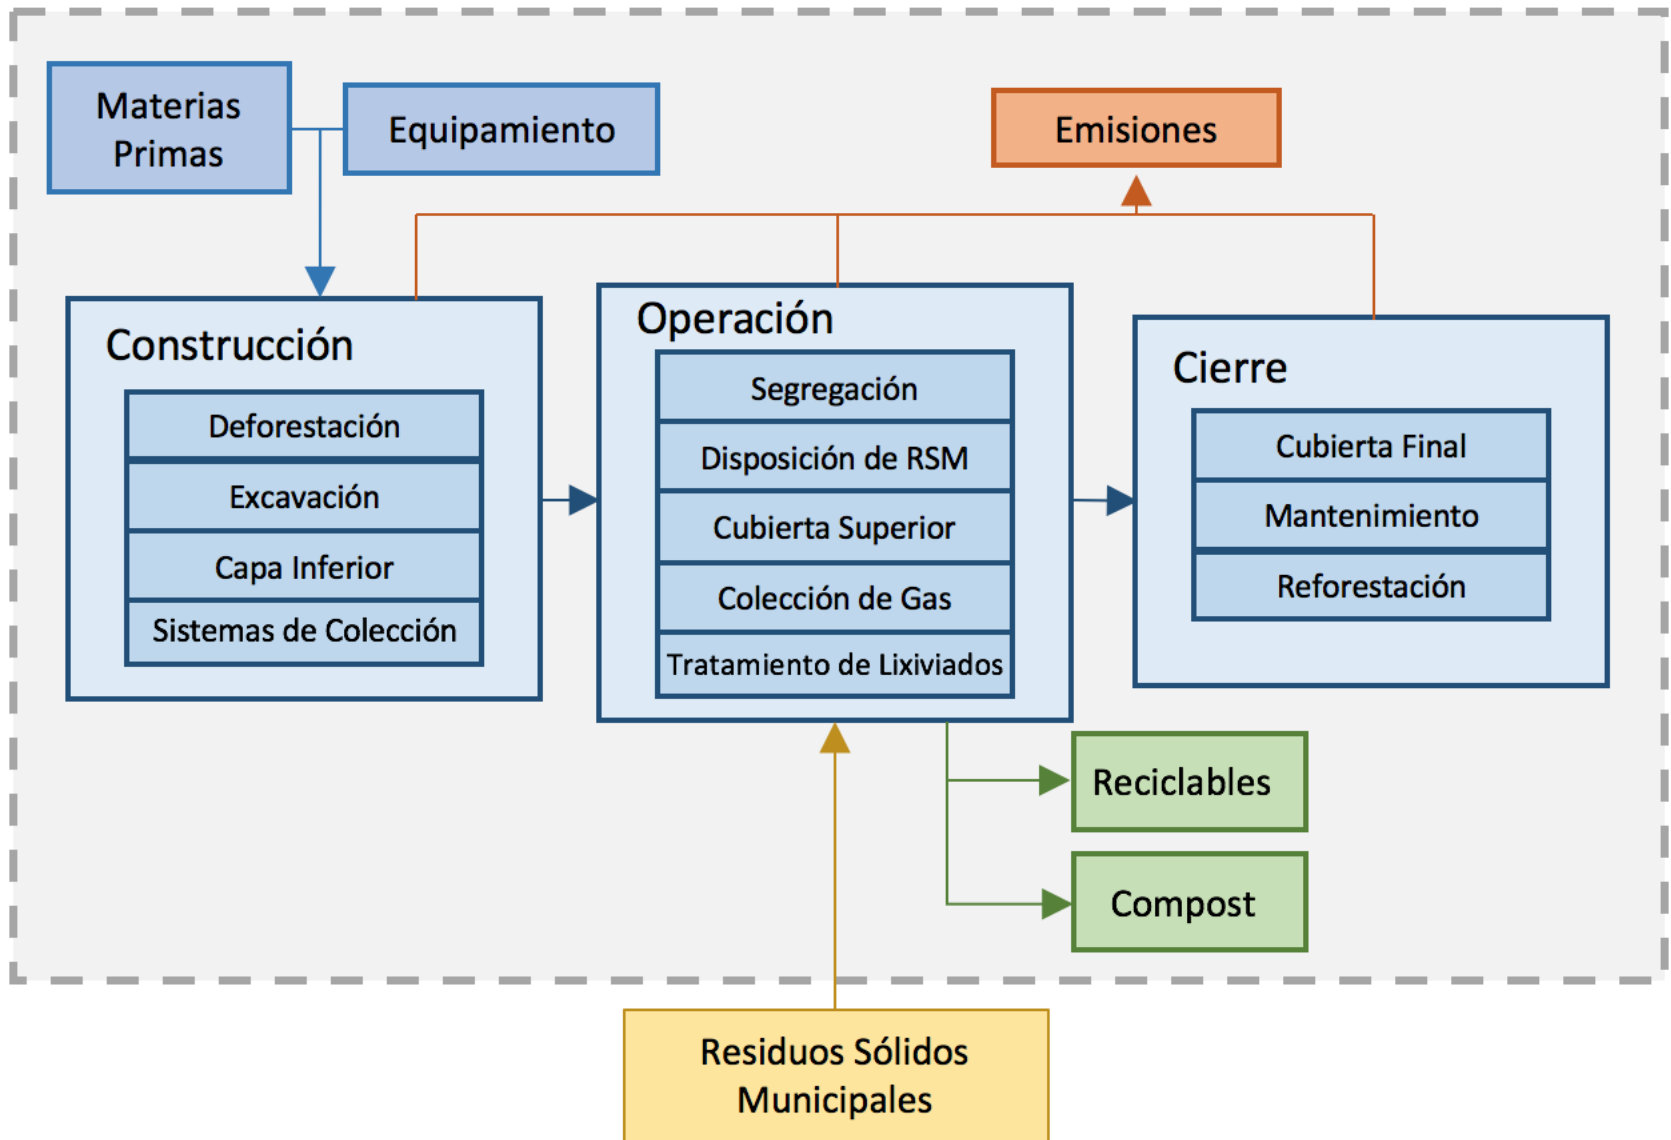 Materias
Primas
Equipamiento
Emisiones
Construcción
Deforestación
Excavación
Capa Inferior
Sistemas de Colección
Operación
Segregación
Disposición de RSM
Cubierta Superior
Colección de Gas
Tratamiento de Lixiviados
Cierre
Cubierta Final
Mantenimiento
Reforestación
Reciclables
Compost
Residuos Sólidos
Municipales